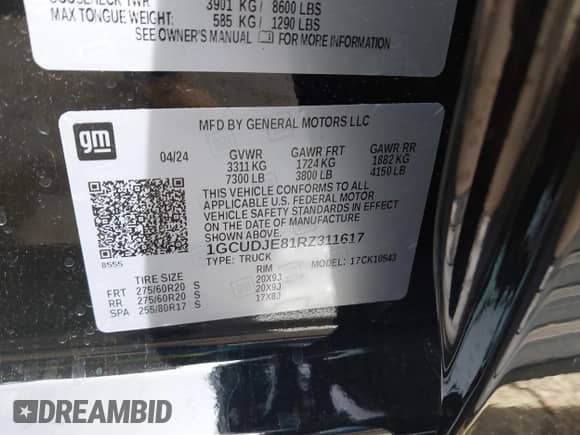 3901 KG / 8600 LBS
MAX TONGUE WEIGHT: 585 KG / 1290 LBS
SEE OWNER'S MANUAL FOR MORE INFORMATION
gm
MFD BY GENERAL MOTORS LLC
04/24 GVWR GAWR FRT GAWR RR
3311 KG 1724 KG 1882 KG
7300 LB 3800 LB 4150 LB
THIS VEHICLE CONFORMS TO ALL
APPLICABLE U.S. FEDERAL MOTOR
VEHICLE SAFETY STANDARDS IN EFFECT
ON THE DATE OF MANUFACTURE
1GCUDJE81RZ311617
TYPE: TRUCK MODEL: 17CK10543
8555
TIRE SIZE RIM
FRT 275/60R20 S 20X9J
RR 275/60R20 S 20X9J
SPA 255/80R17 S 17X8J
DREAMBID